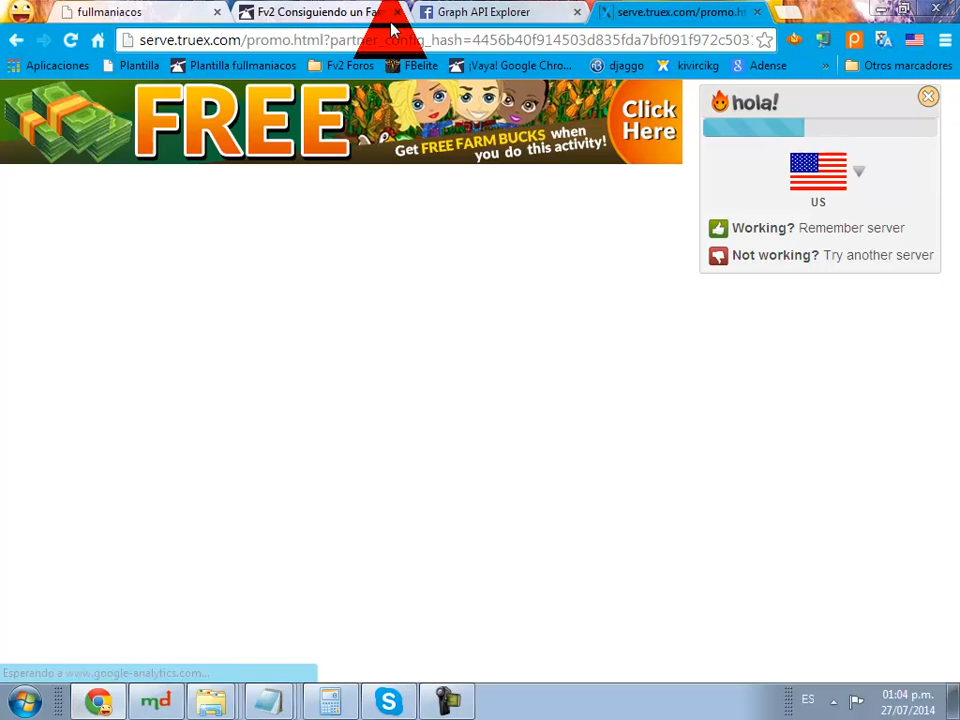 fullmaniacos
Fv2 Consiguiendo un Fa
Graph API Explorer
serve.truex.com/promo.ht
serve.truex.com/promo.html?partner_config_hash=4456b40f914503d835fda7bf091f972c503
Aplicaciones
Plantilla
Plantilla fullmaniacos
Fv2 Foros
FBelite
¡Vaya! Google Chro...
djaggo
kivircikg
Adense
»
Otros marcadores
FREE
Get FREE FARM BUCKS when
you do this activity!
Click
Here
hola!
US
Working? Remember server
Not working? Try another server
Esperando a www.google-analytics.com...
md
ES
01:04 p.m.
27/07/2014